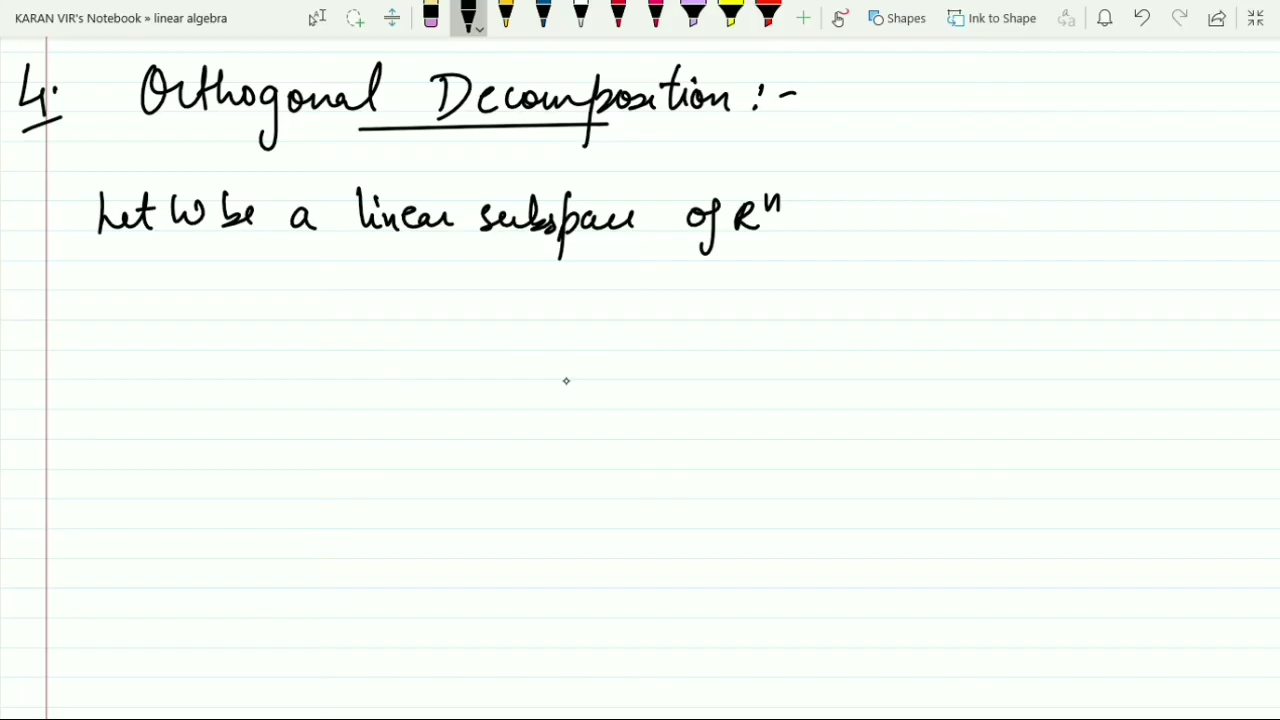 KARAN VIR's Notebook » linear algebra
Shapes
Ink to Shape
4. Orthogonal Decomposition :-
Let W be a linear subspace of R^n